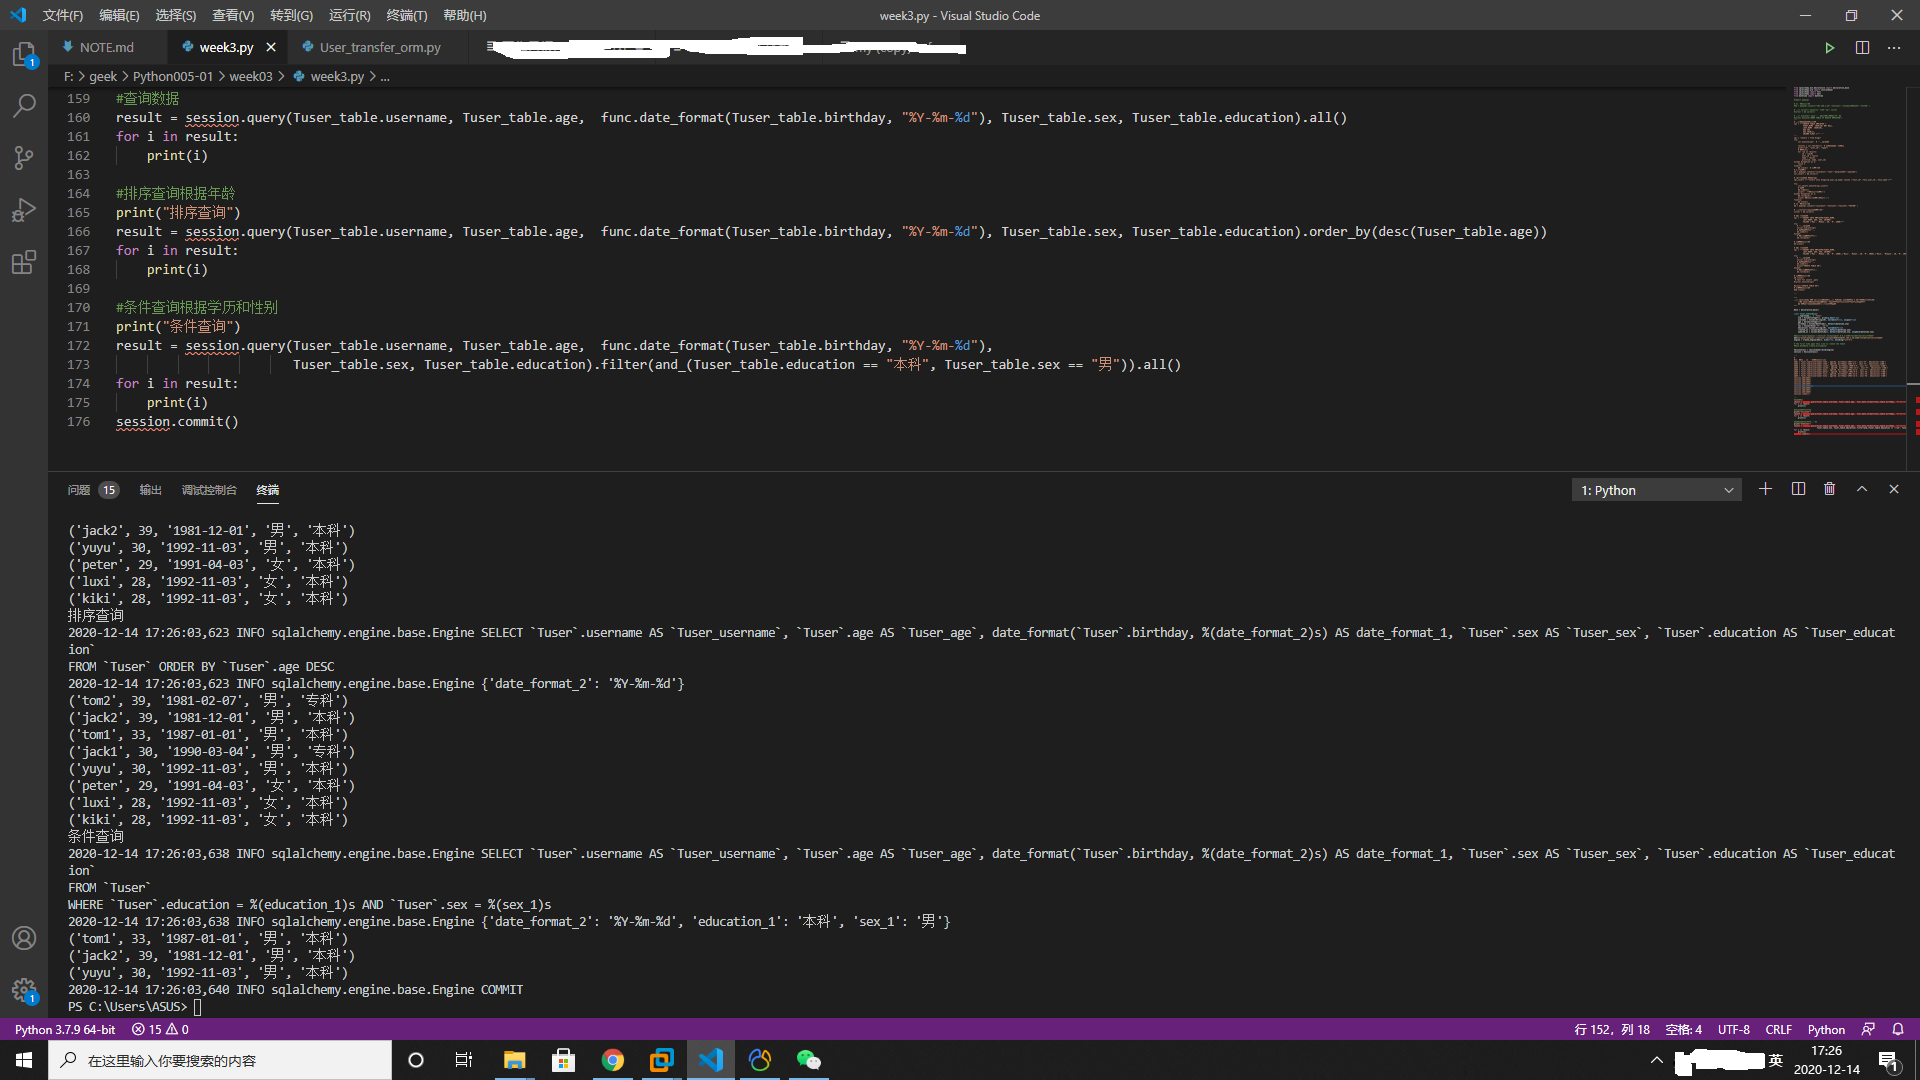 文件(F) 编辑(E) 选择(S) 查看(V) 转到(G) 运行(R) 终端(T) 帮助(H) week3.py - Visual Studio Code
NOTE.md week3.py User_transfer_orm.py
F: > geek > Python005-01 > week03 > week3.py > ...
159 #查询数据
160 result = session.query(Tuser_table.username, Tuser_table.age,  func.date_format(Tuser_table.birthday, "%Y-%m-%d"), Tuser_table.sex, Tuser_table.education).all()
161 for i in result:
162     print(i)
163
164 #排序查询根据年龄
165 print("排序查询")
166 result = session.query(Tuser_table.username, Tuser_table.age,  func.date_format(Tuser_table.birthday, "%Y-%m-%d"), Tuser_table.sex, Tuser_table.education).order_by(desc(Tuser_table.age))
167 for i in result:
168     print(i)
169
170 #条件查询根据学历和性别
171 print("条件查询")
172 result = session.query(Tuser_table.username, Tuser_table.age,  func.date_format(Tuser_table.birthday, "%Y-%m-%d"),
173                        Tuser_table.sex, Tuser_table.education).filter(and_(Tuser_table.education == "本科", Tuser_table.sex == "男")).all()
174 for i in result:
175     print(i)
176 session.commit()
问题 15 输出 调试控制台 终端 1: Python
('jack2', 39, '1981-12-01', '男', '本科')
('yuyu', 30, '1992-11-03', '男', '本科')
('peter', 29, '1991-04-03', '女', '本科')
('luxi', 28, '1992-11-03', '女', '本科')
('kiki', 28, '1992-11-03', '女', '本科')
排序查询
2020-12-14 17:26:03,623 INFO sqlalchemy.engine.base.Engine SELECT `Tuser`.username AS `Tuser_username`, `Tuser`.age AS `Tuser_age`, date_format(`Tuser`.birthday, %(date_format_2)s) AS date_format_1, `Tuser`.sex AS `Tuser_sex`, `Tuser`.education AS `Tuser_educat
ion`
FROM `Tuser` ORDER BY `Tuser`.age DESC
2020-12-14 17:26:03,623 INFO sqlalchemy.engine.base.Engine {'date_format_2': '%Y-%m-%d'}
('tom2', 39, '1981-02-07', '男', '专科')
('jack2', 39, '1981-12-01', '男', '本科')
('tom1', 33, '1987-01-01', '男', '本科')
('jack1', 30, '1990-03-04', '男', '专科')
('yuyu', 30, '1992-11-03', '男', '本科')
('peter', 29, '1991-04-03', '女', '本科')
('luxi', 28, '1992-11-03', '女', '本科')
('kiki', 28, '1992-11-03', '女', '本科')
条件查询
2020-12-14 17:26:03,638 INFO sqlalchemy.engine.base.Engine SELECT `Tuser`.username AS `Tuser_username`, `Tuser`.age AS `Tuser_age`, date_format(`Tuser`.birthday, %(date_format_2)s) AS date_format_1, `Tuser`.sex AS `Tuser_sex`, `Tuser`.education AS `Tuser_educat
ion`
FROM `Tuser`
WHERE `Tuser`.education = %(education_1)s AND `Tuser`.sex = %(sex_1)s
2020-12-14 17:26:03,638 INFO sqlalchemy.engine.base.Engine {'date_format_2': '%Y-%m-%d', 'education_1': '本科', 'sex_1': '男'}
('tom1', 33, '1987-01-01', '男', '本科')
('jack2', 39, '1981-12-01', '男', '本科')
('yuyu', 30, '1992-11-03', '男', '本科')
2020-12-14 17:26:03,640 INFO sqlalchemy.engine.base.Engine COMMIT
PS C:\Users\ASUS>
Python 3.7.9 64-bit 15 0 行 152，列 18 空格: 4 UTF-8 CRLF Python
在这里输入你要搜索的内容 英 17:26
2020-12-14